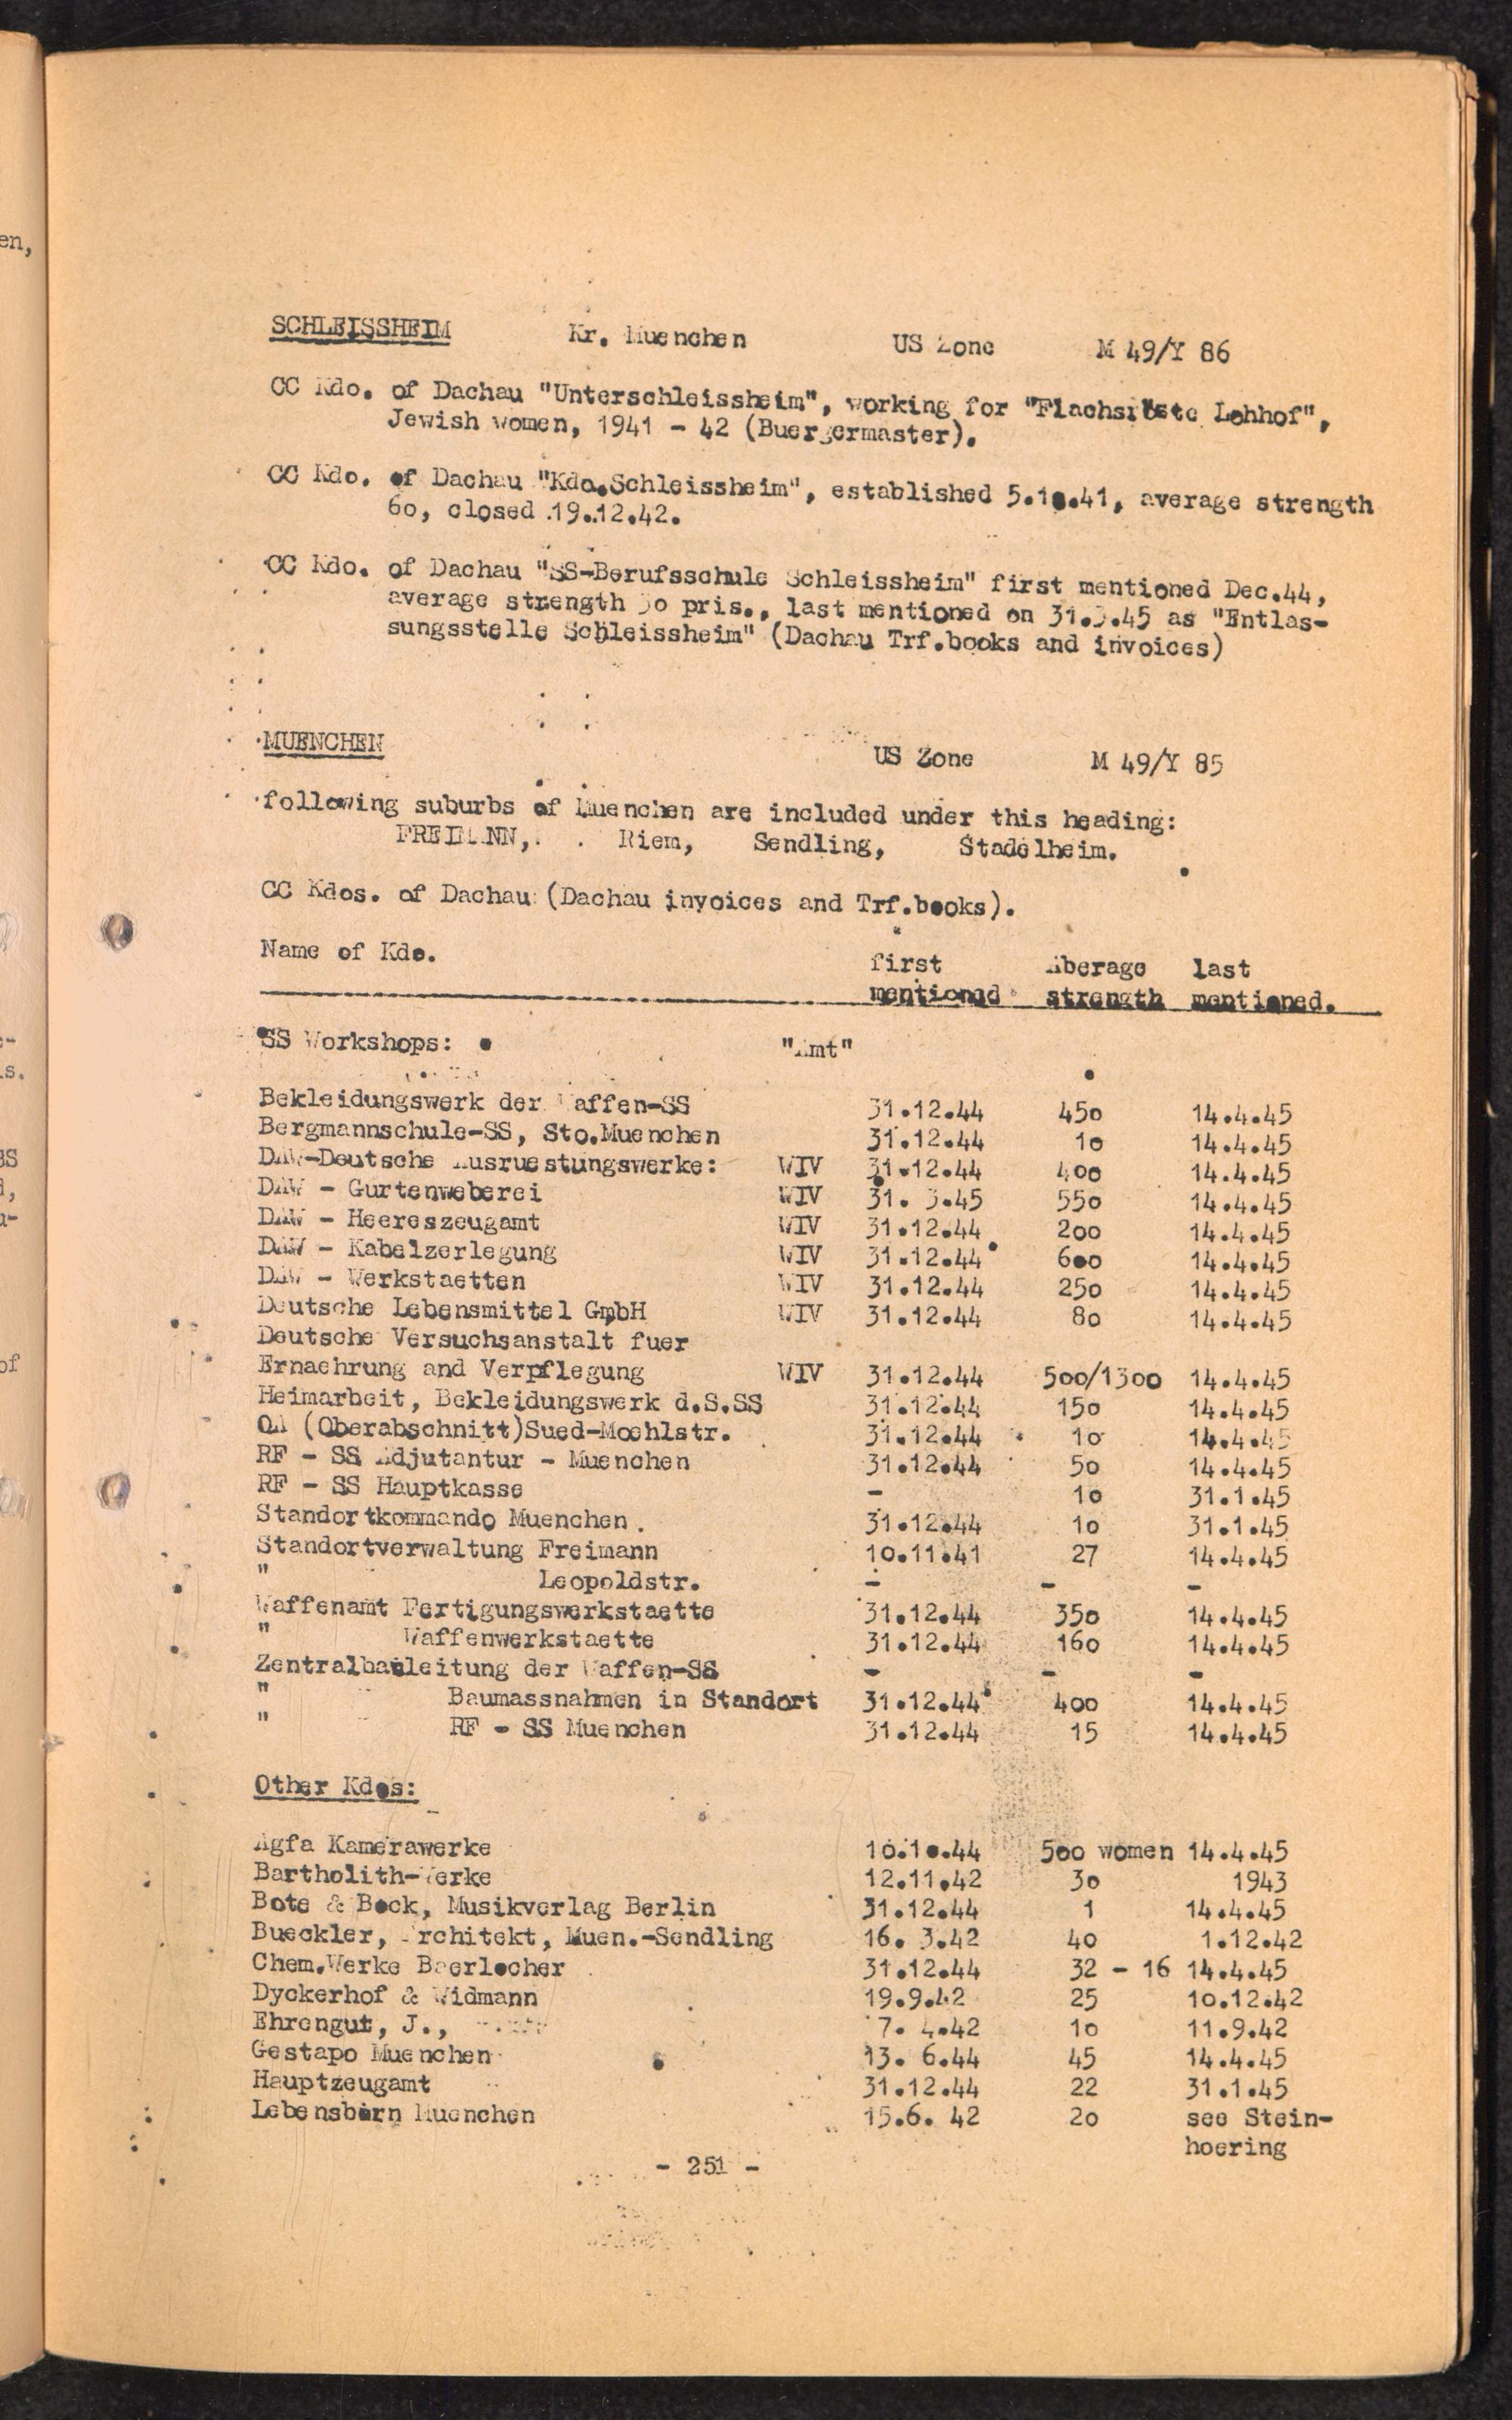 SCHLEISSHEIM Kr. Muenchen US Zone M 49/Y 86
CC Kdo. of Dachau "Unterschleissheim", working for "Flachsröste Lohhof",
Jewish women, 1941 - 42 (Buergermaster).
CC Kdo. of Dachau "Kdo.Schleissheim", established 5.10.41, average strength
60, closed 19.12.42.
CC Kdo. of Dachau "SS-Berufsschule Schleissheim" first mentioned Dec.44,
average strength 30 pris., last mentioned on 31.3.45 as "Entlas-
sungsstelle Schleissheim" (Dachau Trf.books and invoices)
MUENCHEN US Zone M 49/Y 85
following suburbs of Muenchen are included under this heading:
FREIMANN, Riem, Sendling, Stadelheim.
CC Kdos. of Dachau (Dachau invoices and Trf.books).
Name of Kdo. first Aberage last
mentioned strength mentioned.
SS Workshops: "Amt"
Bekleidungswerk der Waffen-SS 31.12.44 450 14.4.45
Bergmannschule-SS, Sto.Muenchen 31.12.44 10 14.4.45
DAW-Deutsche Ausruestungswerke: WIV 31.12.44 400 14.4.45
DAW - Gurtenweberei WIV 31. 3.45 550 14.4.45
DAW - Heereszeugamt WIV 31.12.44 200 14.4.45
DAW - Kabelzerlegung WIV 31.12.44 600 14.4.45
DAW - Werkstaetten WIV 31.12.44 250 14.4.45
Deutsche Lebensmittel GmbH WIV 31.12.44 80 14.4.45
Deutsche Versuchsanstalt fuer
Ernaehrung and Verpflegung WIV 31.12.44 500/1300 14.4.45
Heimarbeit, Bekleidungswerk d.S.SS 31.12.44 150 14.4.45
OA (Oberabschnitt)Sued-Moehlstr. 31.12.44 10 14.4.45
RF - SS Adjutantur - Muenchen 31.12.44 50 14.4.45
RF - SS Hauptkasse - 10 31.1.45
Standortkommando Muenchen. 31.12.44 10 31.1.45
Standortverwaltung Freimann 10.11.41 27 14.4.45
" Leopoldstr. - - -
Waffenamt Fertigungswerkstaette 31.12.44 350 14.4.45
" Waffenwerkstaette 31.12.44 160 14.4.45
Zentralbauleitung der Waffen-SS - - -
" Baumassnahmen in Standort 31.12.44 400 14.4.45
" RF - SS Muenchen 31.12.44 15 14.4.45
Other Kdos:
Agfa Kamerawerke 10.10.44 500 women 14.4.45
Bartholith-Werke 12.11.42 30 1943
Bote & Bock, Musikverlag Berlin 31.12.44 1 14.4.45
Bueckler, Architekt, Muen.-Sendling 16. 3.42 40 1.12.42
Chem.Werke Baerlocher 31.12.44 32 - 16 14.4.45
Dyckerhof & Widmann 19.9.42 25 10.12.42
Ehrengut, J., 7. 4.42 10 11.9.42
Gestapo Muenchen 13. 6.44 45 14.4.45
Hauptzeugamt 31.12.44 22 31.1.45
Lebensborn Muenchen 15.6. 42 20 see Stein-
hoering
- 251 -